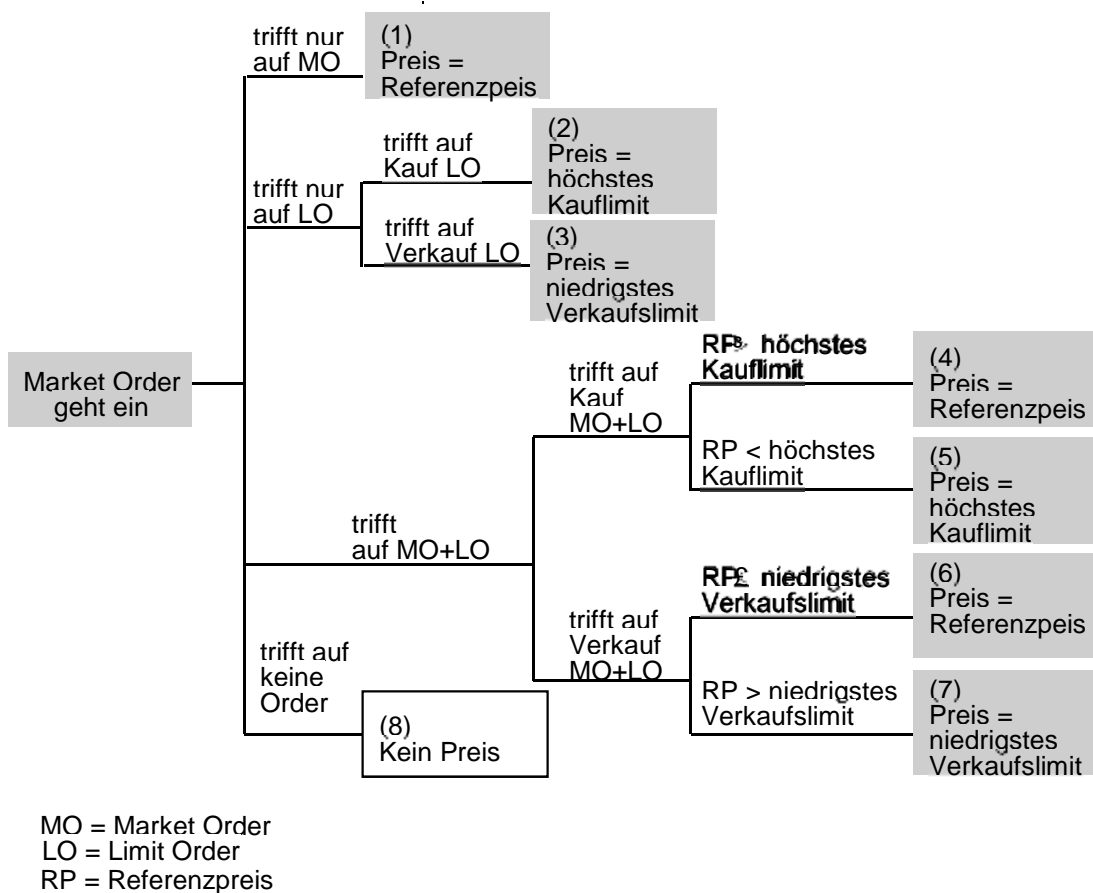 trifft nur
auf MO
(1)
Preis =
Referenzpeis
trifft nur
auf LO
trifft auf
Kauf LO
(2)
Preis =
höchstes
Kauflimit
trifft auf
Verkauf LO
(3)
Preis =
niedrigstes
Verkaufslimit
Market Order
geht ein
trifft
auf MO+LO
trifft auf
Kauf
MO+LO
RP höchstes
Kauflimit
(4)
Preis =
Referenzpeis
RP < höchstes
Kauflimit
(5)
Preis =
höchstes
Kauflimit
trifft auf
Verkauf
MO+LO
RP£ niedrigstes
Verkaufslimit
(6)
Preis =
Referenzpeis
RP > niedrigstes
Verkaufslimit
(7)
Preis =
niedrigstes
Verkaufslimit
trifft auf
keine
Order
(8)
Kein Preis
MO = Market Order
LO = Limit Order
RP = Referenzpreis